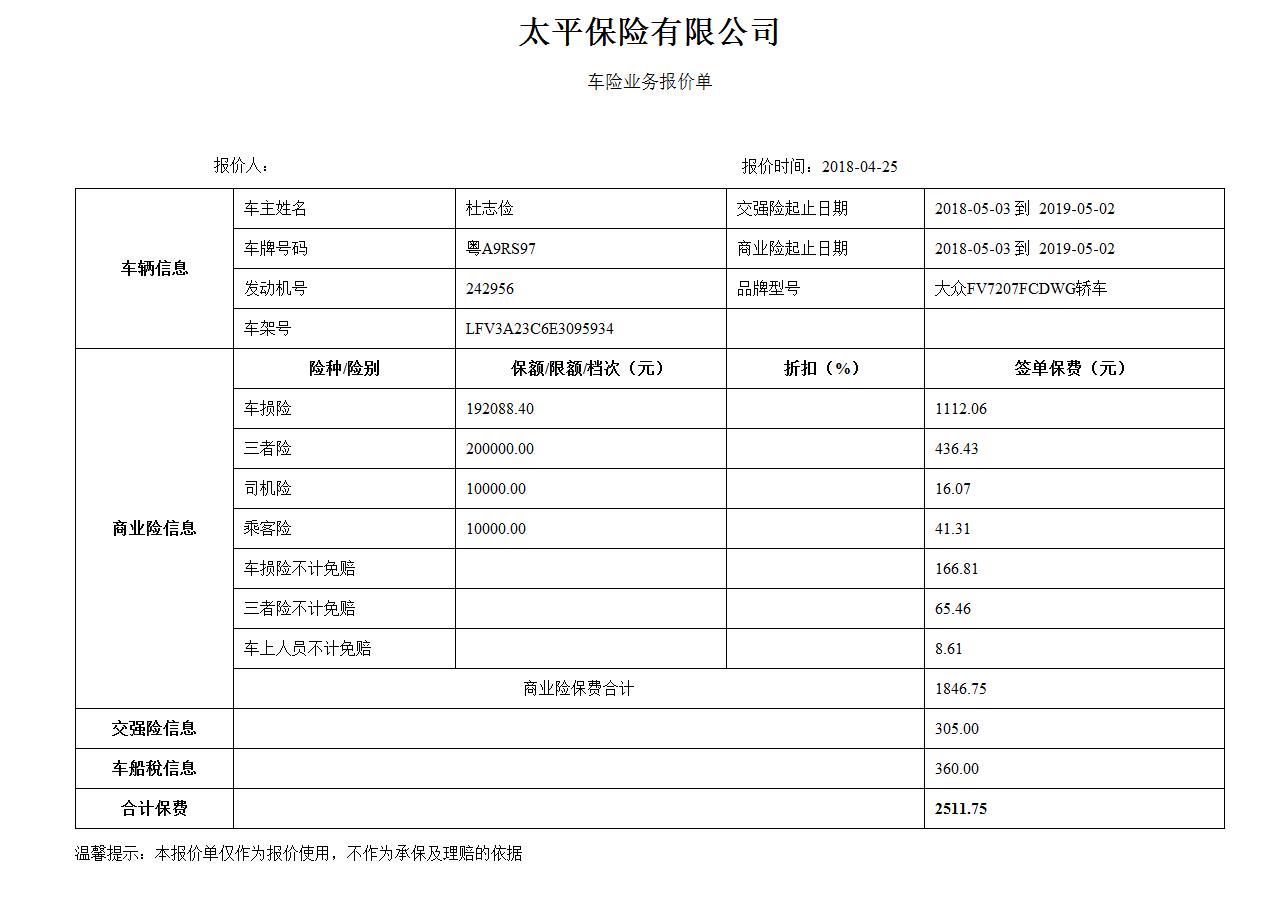 太平保险有限公司
车险业务报价单
报价人： 报价时间：2018-04-25
车辆信息
车主姓名 杜志俭 交强险起止日期 2018-05-03 到 2019-05-02
车牌号码 粤A9RS97 商业险起止日期 2018-05-03 到 2019-05-02
发动机号 242956 品牌型号 大众FV7207FCDWG轿车
车架号 LFV3A23C6E3095934
商业险信息
险种/险别 保额/限额/档次（元） 折扣（%） 签单保费（元）
车损险 192088.40 1112.06
三者险 200000.00 436.43
司机险 10000.00 16.07
乘客险 10000.00 41.31
车损险不计免赔 166.81
三者险不计免赔 65.46
车上人员不计免赔 8.61
商业险保费合计 1846.75
交强险信息 305.00
车船税信息 360.00
合计保费 2511.75
温馨提示：本报价单仅作为报价使用，不作为承保及理赔的依据